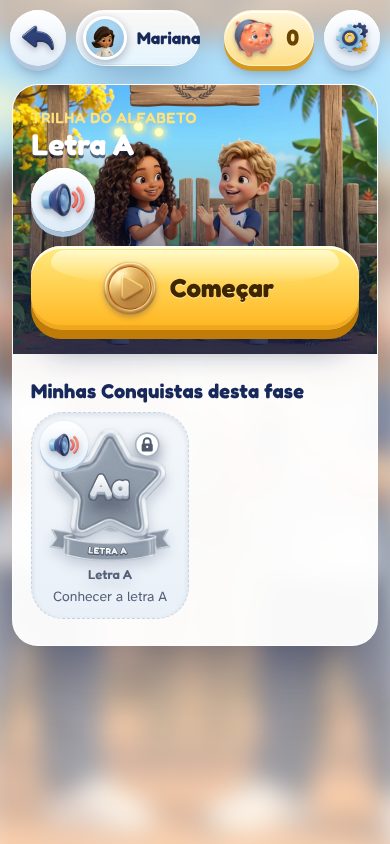 Mariana
0
TRILHA DO ALFABETO
Letra A
Começar
Minhas Conquistas desta fase
Aa
LETRA A
Letra A
Conhecer a letra A